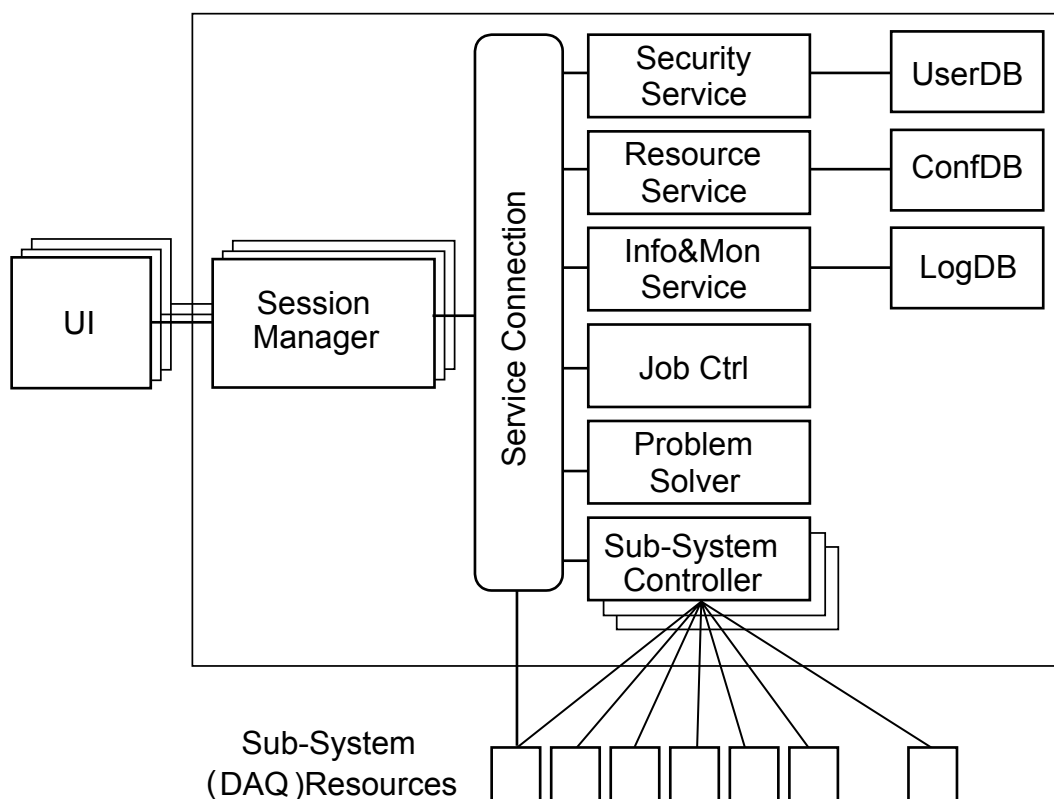 Security
Service
UserDB
Resource
Service
ConfDB
Info&Mon
Service
LogDB
UI
Session
Manager
Service Connection
Job Ctrl
Problem
Solver
Sub-System
Controller
Sub-System
(DAQ)Resources